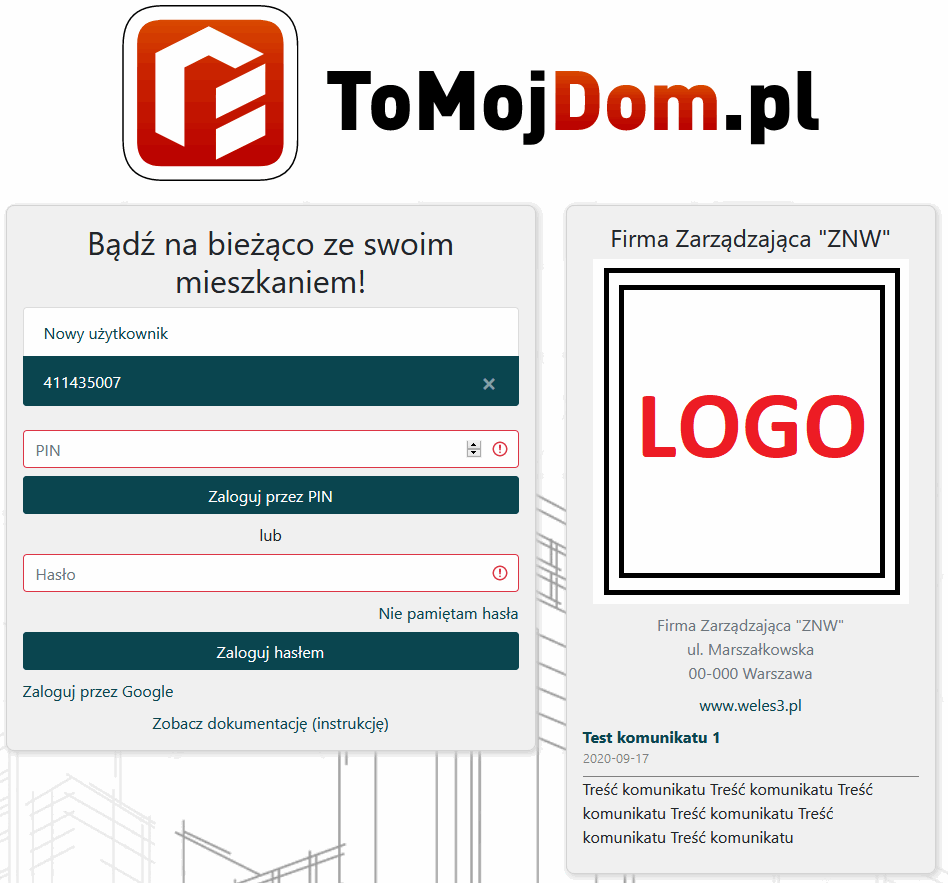 ToMojDom.pl
Bądź na bieżąco ze swoim
mieszkaniem!
Nowy użytkownik
411435007
PIN
Zaloguj przez PIN
lub
Hasło
Nie pamiętam hasła
Zaloguj hasłem
Zaloguj przez Google
Zobacz dokumentację (instrukcję)
Firma Zarządzająca "ZNW"
LOGO
Firma Zarządzająca "ZNW"
ul. Marszałkowska
00-000 Warszawa
www.weles3.pl
Test komunikatu 1
2020-09-17
Treść komunikatu Treść komunikatu Treść
komunikatu Treść komunikatu Treść
komunikatu Treść komunikatu